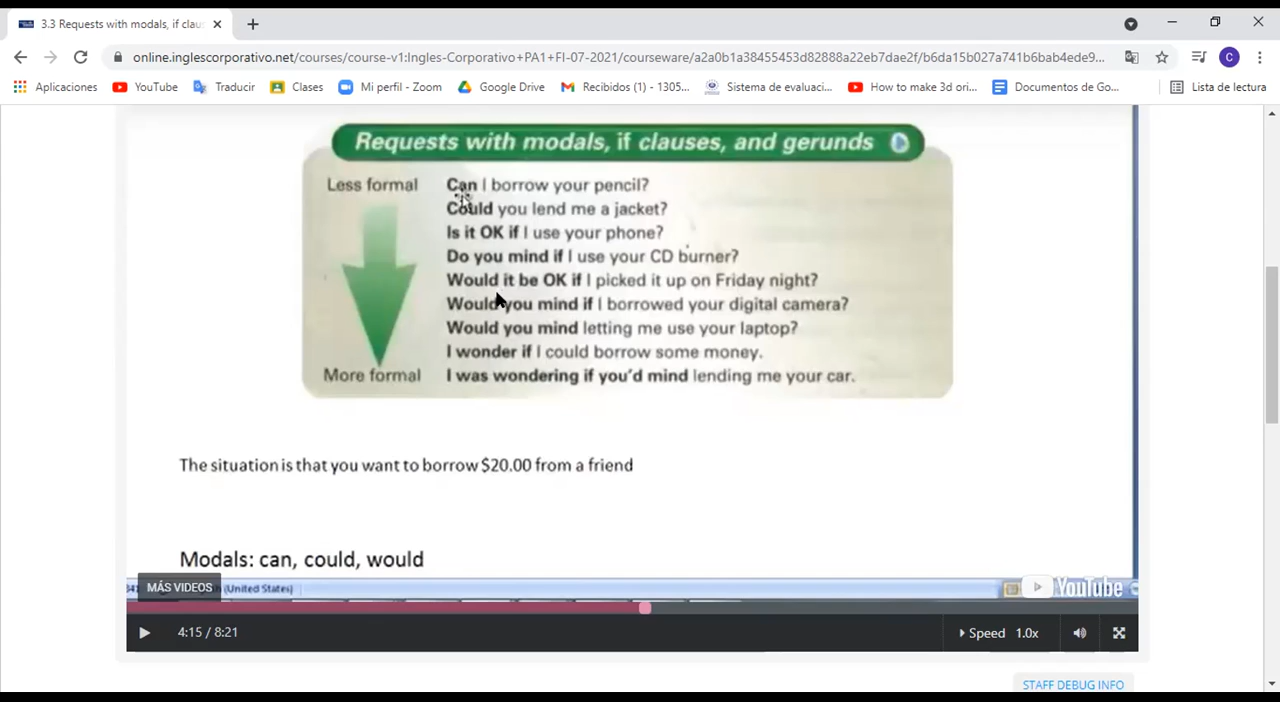 3.3 Requests with modals, if clau
online.inglescorporativo.net/courses/course-v1:Ingles-Corporativo+PA1+FI-07-2021/courseware/a2a0b1a38455453d82888a22eb7dae2f/b6da15b027a741b6bab4ede9...
C
Aplicaciones YouTube Traducir Clases Mi perfil - Zoom Google Drive Recibidos (1) - 1305... Sistema de evaluaci... How to make 3d ori... Documentos de Go... Lista de lectura
Requests with modals, if clauses, and gerunds
Less formal Can I borrow your pencil?
Could you lend me a jacket?
Is it OK if I use your phone?
Do you mind if I use your CD burner?
Would it be OK if I picked it up on Friday night?
Would you mind if I borrowed your digital camera?
Would you mind letting me use your laptop?
I wonder if I could borrow some money.
More formal I was wondering if you'd mind lending me your car.
The situation is that you want to borrow $20.00 from a friend
Modals: can, could, would
MÁS VIDEOS (United States) YouTube
4:15 / 8:21 Speed 1.0x
STAFF DEBUG INFO